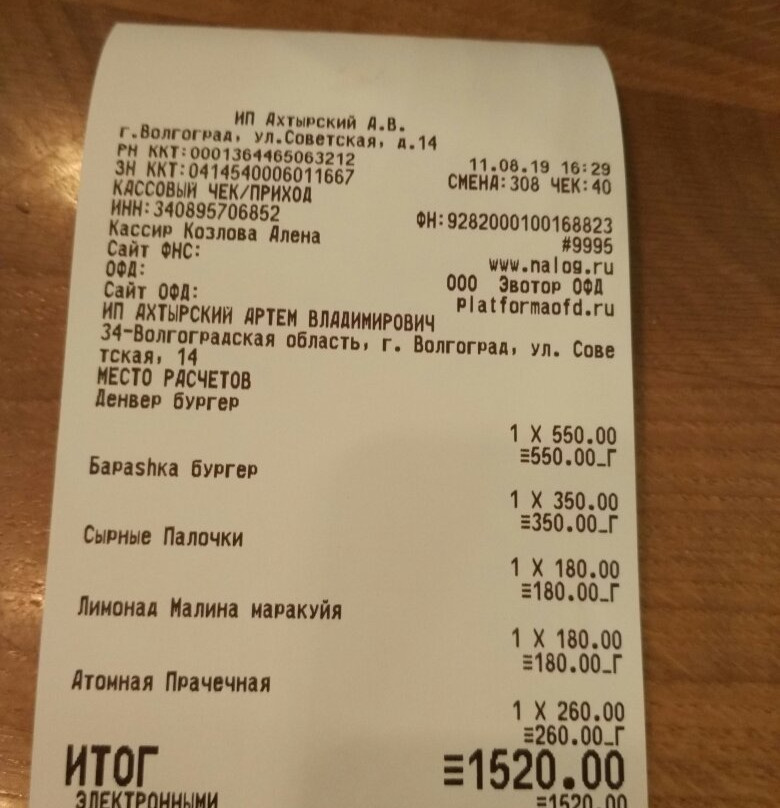 ИП Ахтырский А.В.
г.Волгоград, ул.Советская, д.14
РН ККТ:0001364465063212 11.08.19 16:29
ЗН ККТ:0414540006011667 СМЕНА:308 ЧЕК:40
КАССОВЫЙ ЧЕК/ПРИХОД
ИНН:340895706852 ФН:9282000100168823
Кассир Козлова Алена #9995
Сайт ФНС: www.nalog.ru
ОФД: ООО Эвотор ОФД
Сайт ОФД: platformaofd.ru
ИП АХТЫРСКИЙ АРТЕМ ВЛАДИМИРОВИЧ
34-Волгоградская область, г. Волгоград, ул. Сове
тская, 14
МЕСТО РАСЧЕТОВ
Денвер бургер
1 X 550.00
≡550.00_Г
Бараshка бургер
1 X 350.00
≡350.00_Г
Сырные Палочки
1 X 180.00
≡180.00_Г
Лимонад Малина маракуйя
1 X 180.00
≡180.00_Г
Атомная Прачечная
1 X 260.00
≡260.00_Г
ИТОГ ≡1520.00
ЭЛЕКТРОННЫМИ ≡1520.00